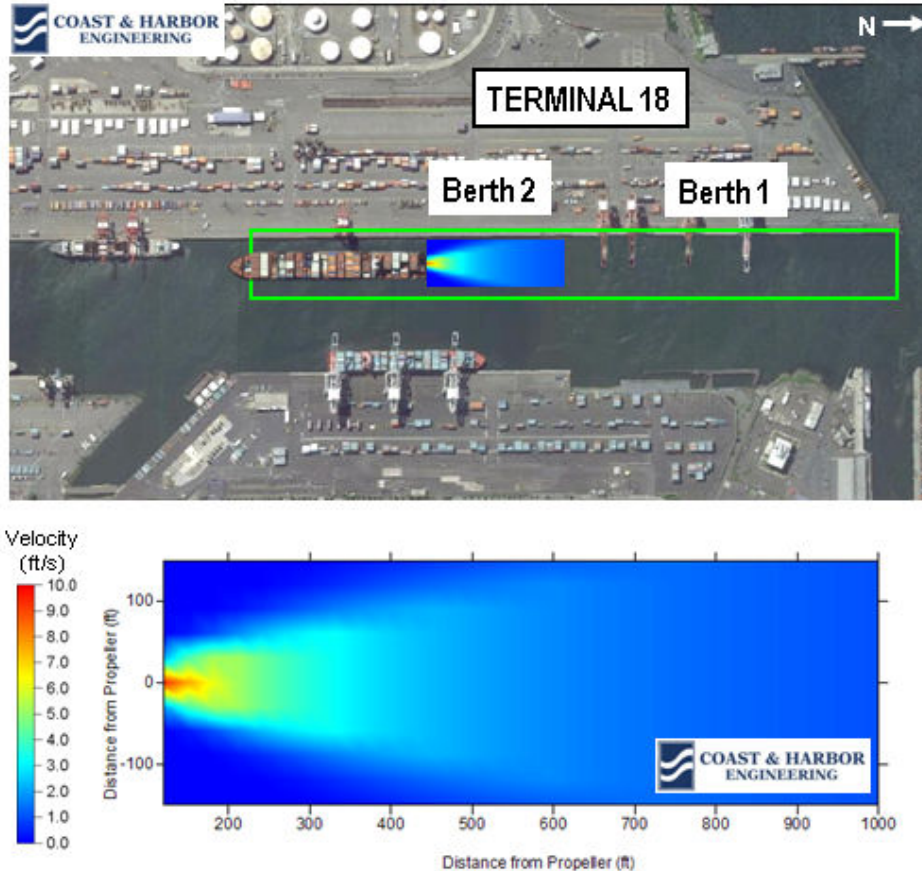 COAST & HARBOR
ENGINEERING
N
TERMINAL 18
Berth 2
Berth 1
Velocity
(ft/s)
10.0
9.0
8.0
7.0
6.0
5.0
4.0
3.0
2.0
1.0
0.0
Distance from Propeller (ft)
100
0
-100
COAST & HARBOR
ENGINEERING
200
300
400
500
600
700
800
900
1000
Distance from Propeller (ft)